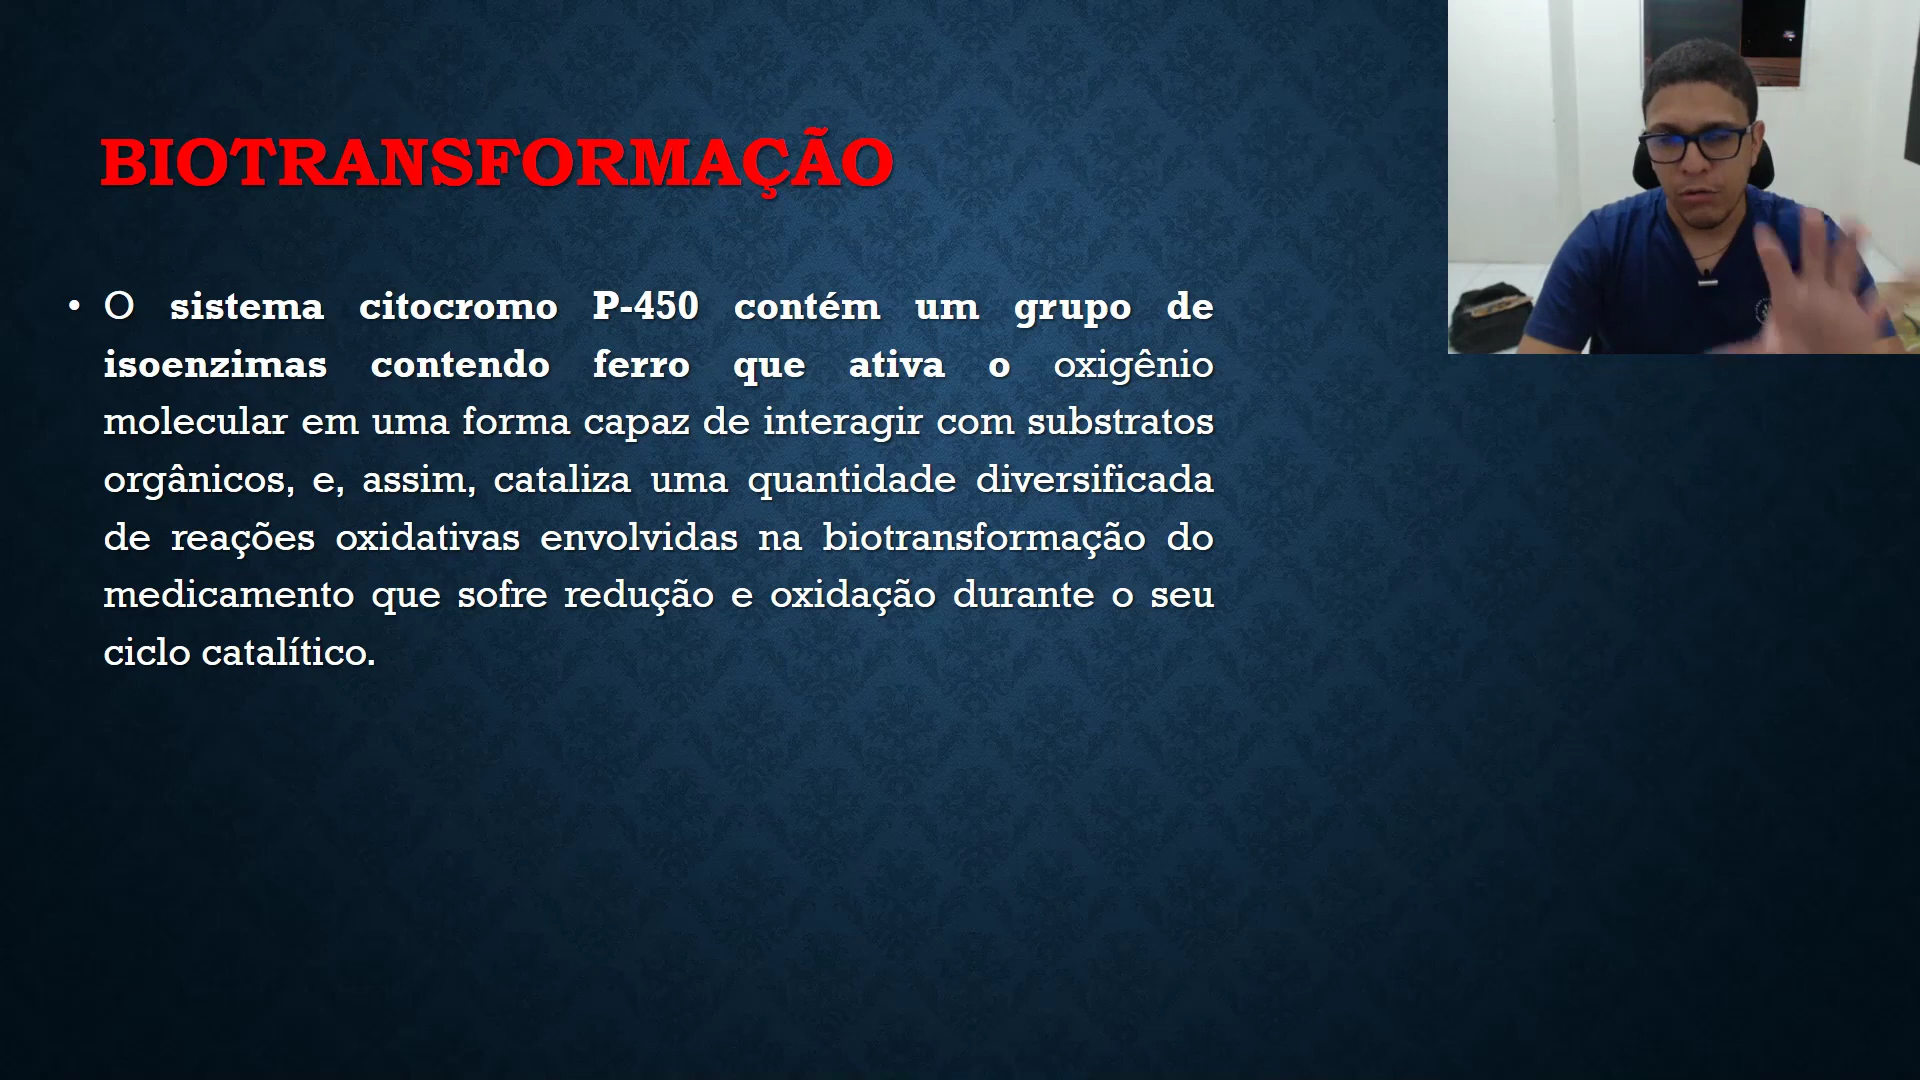 BIOTRANSFORMAÇÃO
• O sistema citocromo P-450 contém um grupo de
isoenzimas contendo ferro que ativa o oxigênio
molecular em uma forma capaz de interagir com substratos
orgânicos, e, assim, cataliza uma quantidade diversificada
de reações oxidativas envolvidas na biotransformação do
medicamento que sofre redução e oxidação durante o seu
ciclo catalítico.